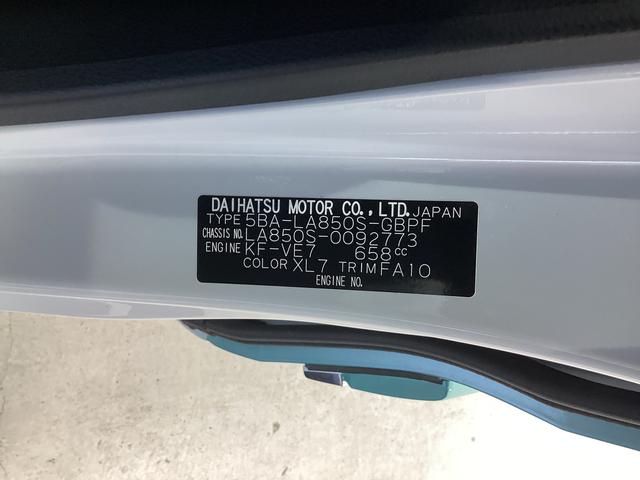 DAIHATSU MOTOR CO.,LTD. JAPAN
TYPE 5BA-LA850S-GBPF
CHASSIS NO. LA850S-0092773
ENGINE KF-VE7 658cc
COLOR XL7 TRIM FA10
ENGINE NO.